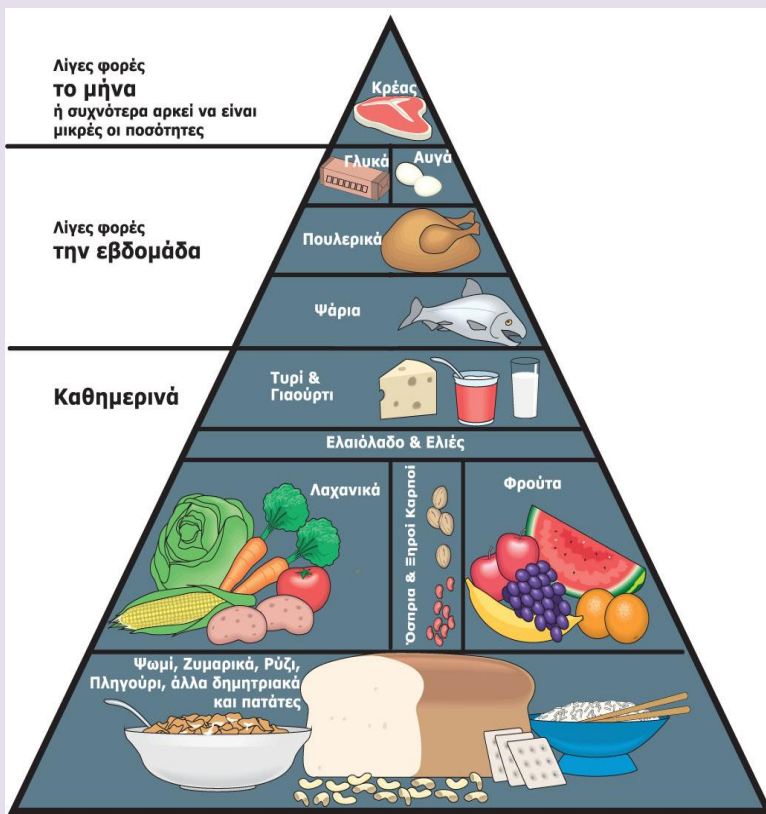 Λίγες φορές
το μήνα
ή συχνότερα αρκεί να είναι
μικρές οι ποσότητες
Κρέας
Γλυκά
Αυγά
Λίγες φορές
την εβδομάδα
Πουλερικά
Ψάρια
Καθημερινά
Τυρί &
Γιαούρτι
Ελαιόλαδο & Ελιές
Λαχανικά
Όσπρια & Ξηροί Καρποί
Φρούτα
Ψωμί, Ζυμαρικά, Ρύζι,
Πληγούρι, άλλα δημητριακά
και πατάτες